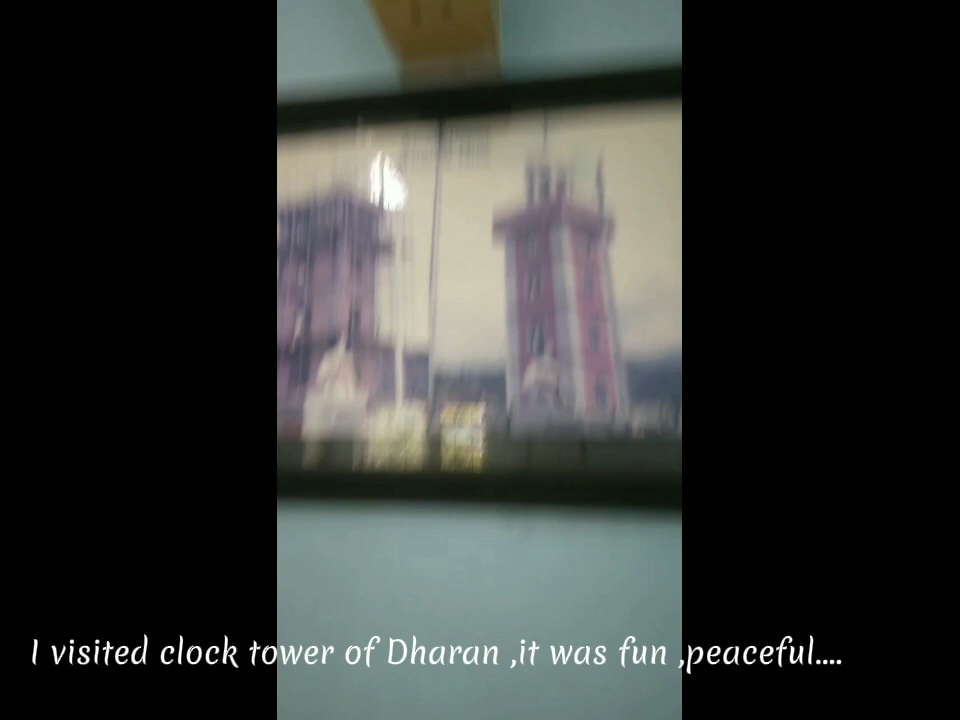 I visited clock tower of Dharan ,it was fun ,peaceful....